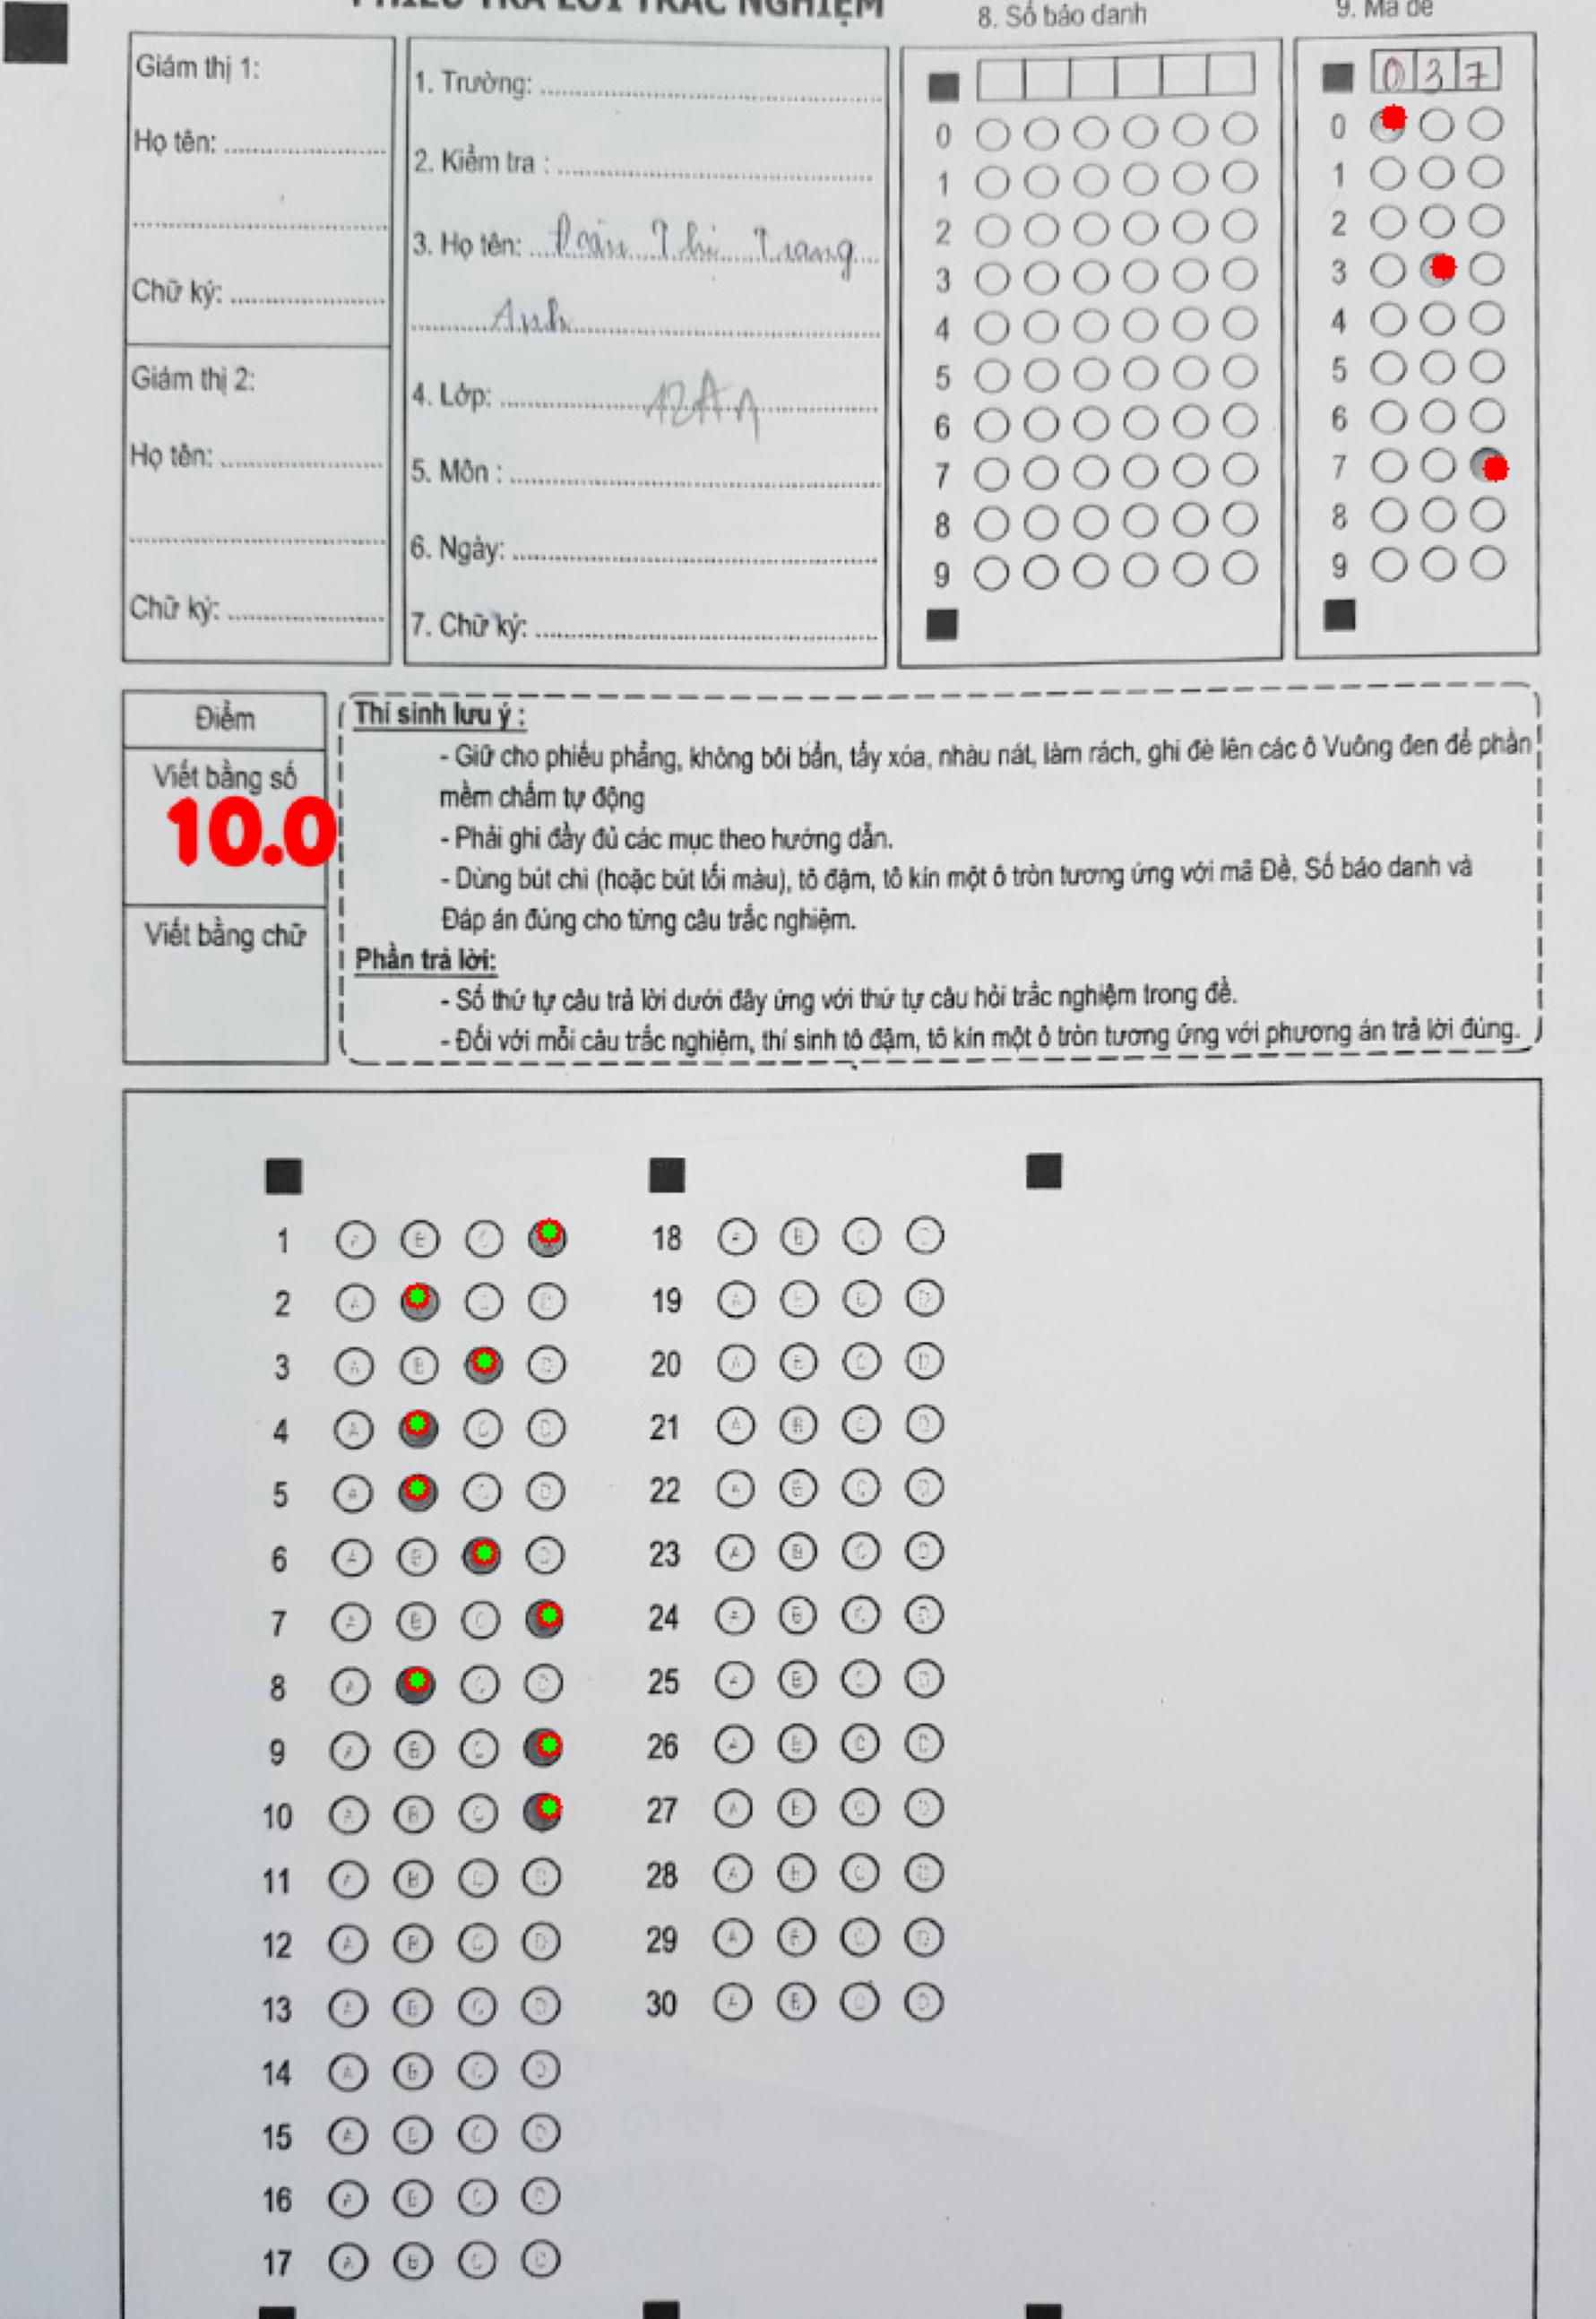 PHIẾU TRẢ LỜI TRẮC NGHIỆM
8. Số báo danh
9. Mã đề
Giám thị 1:
Họ tên:
Chữ ký:
Giám thị 2:
Họ tên:
Chữ ký:
1. Trường:
2. Kiểm tra :
3. Họ tên: Đoàn Thị Trang
Anh
4. Lớp: 12A1
5. Môn :
6. Ngày:
7. Chữ ký:
0
1
2
3
4
5
6
7
8
9
0 3 7
0
1
2
3
4
5
6
7
8
9
Điểm
Viết bằng số
10.0
Viết bằng chữ
Thí sinh lưu ý :
- Giữ cho phiếu phẳng, không bôi bẩn, tẩy xóa, nhàu nát, làm rách, ghi đè lên các ô Vuông đen để phần
mềm chấm tự động
- Phải ghi đầy đủ các mục theo hướng dẫn.
- Dùng bút chì (hoặc bút tối màu), tô đậm, tô kín một ô tròn tương ứng với mã Đề, Số báo danh và
Đáp án đúng cho từng câu trắc nghiệm.
Phần trả lời:
- Số thứ tự câu trả lời dưới đây ứng với thứ tự câu hỏi trắc nghiệm trong đề.
- Đối với mỗi câu trắc nghiệm, thí sinh tô đậm, tô kín một ô tròn tương ứng với phương án trả lời đúng.
1 A B C
2 A C D
3 A B D
4 A C D
5 A C D
6 A B D
7 A B C
8 A C D
9 A B C
10 A B C
11 A B C D
12 A B C D
13 A B C D
14 A B C D
15 A B C D
16 A B C D
17 A B C D
18 A B C D
19 A B C D
20 A B C D
21 A B C D
22 A B C D
23 A B C D
24 A B C D
25 A B C D
26 A B C D
27 A B C D
28 A B C D
29 A B C D
30 A B C D